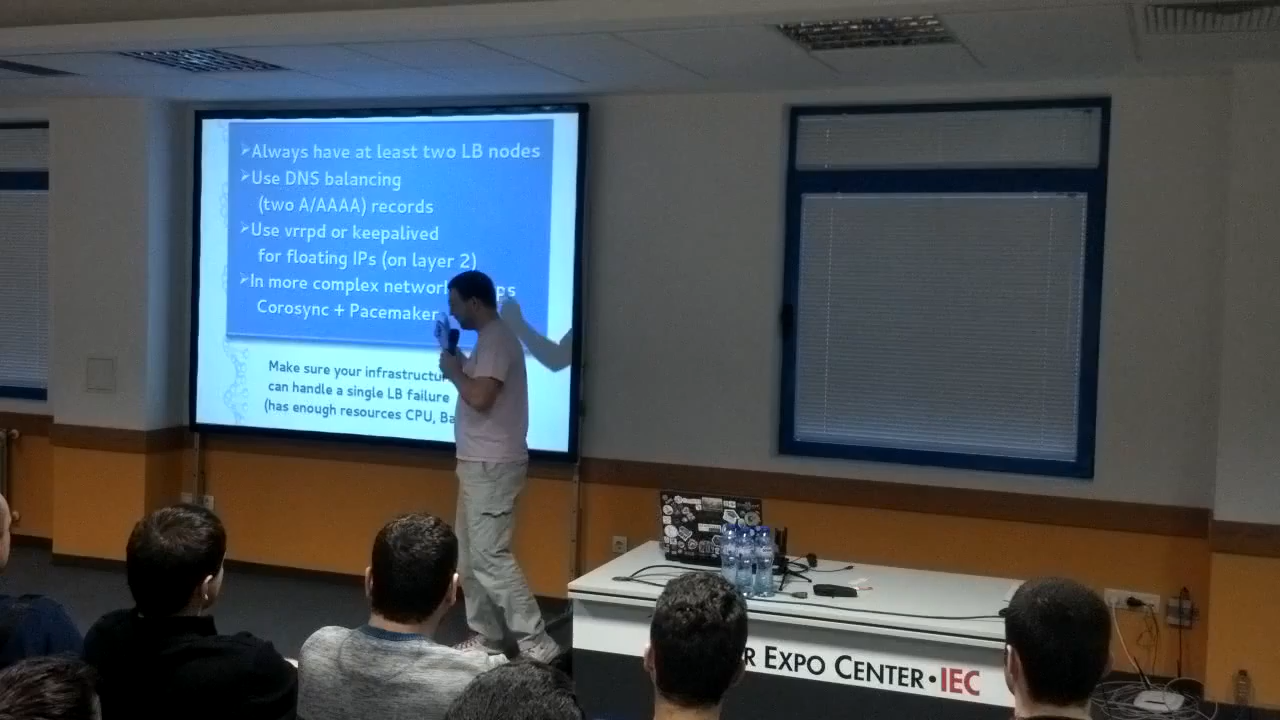 ➢Always have at least two LB nodes
➢Use DNS balancing
(two A/AAAA) records
➢Use vrrpd or keepalived
for floating IPs (on layer 2)
➢In more complex network
Corosync + Pacemaker
Make sure your infrastructur
can handle a single LB failure
(has enough resources CPU, Ba
R EXPO CENTER•IEC